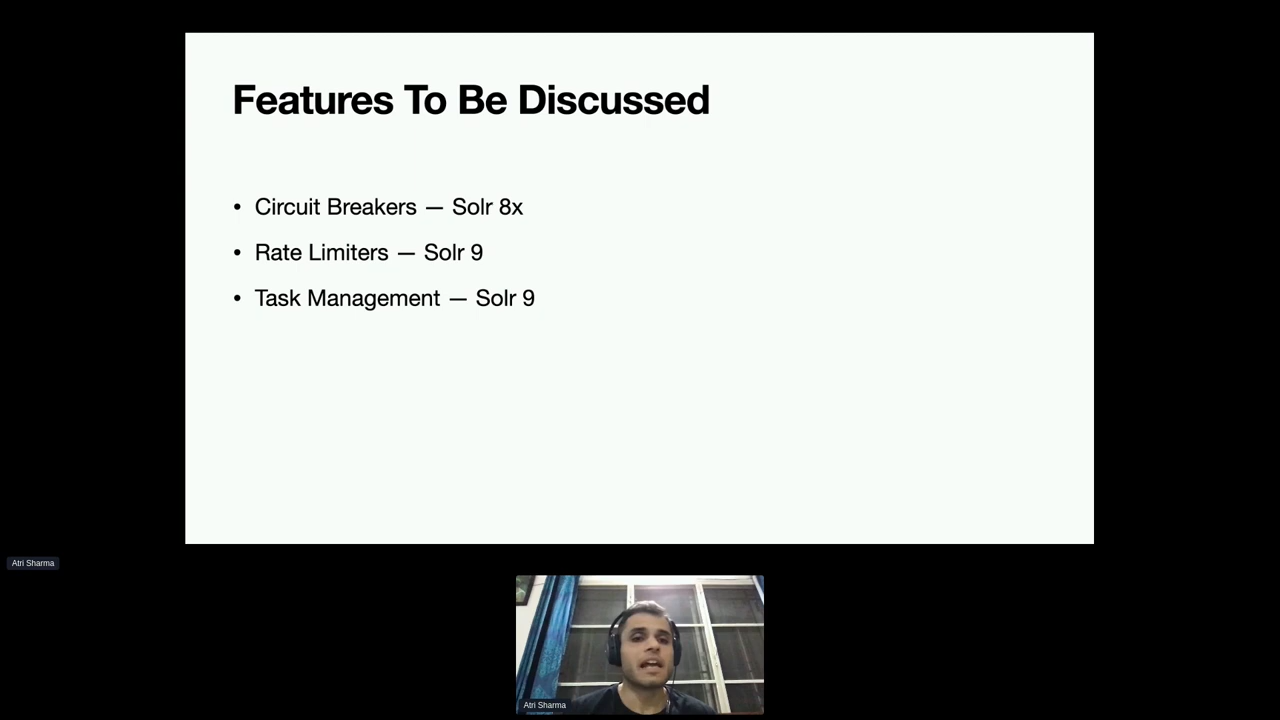 Features To Be Discussed
• Circuit Breakers — Solr 8x
• Rate Limiters — Solr 9
• Task Management — Solr 9
Atri Sharma
Atri Sharma